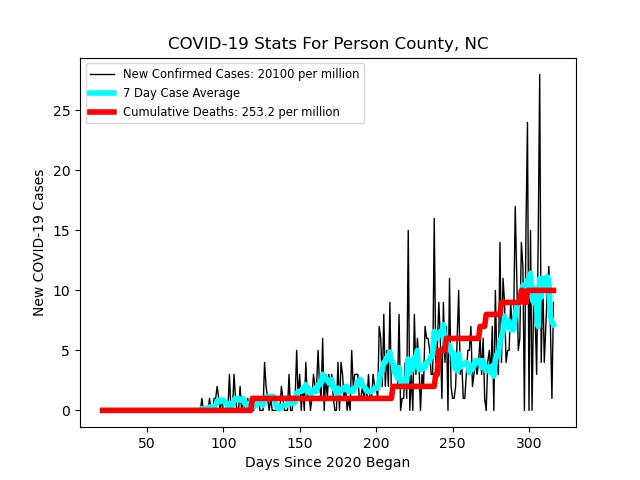 COVID-19 Stats For Person County, NC
New Confirmed Cases: 20100 per million
7 Day Case Average
Cumulative Deaths: 253.2 per million
New COVID-19 Cases
25
20
15
10
5
0
50 100 150 200 250 300
Days Since 2020 Began